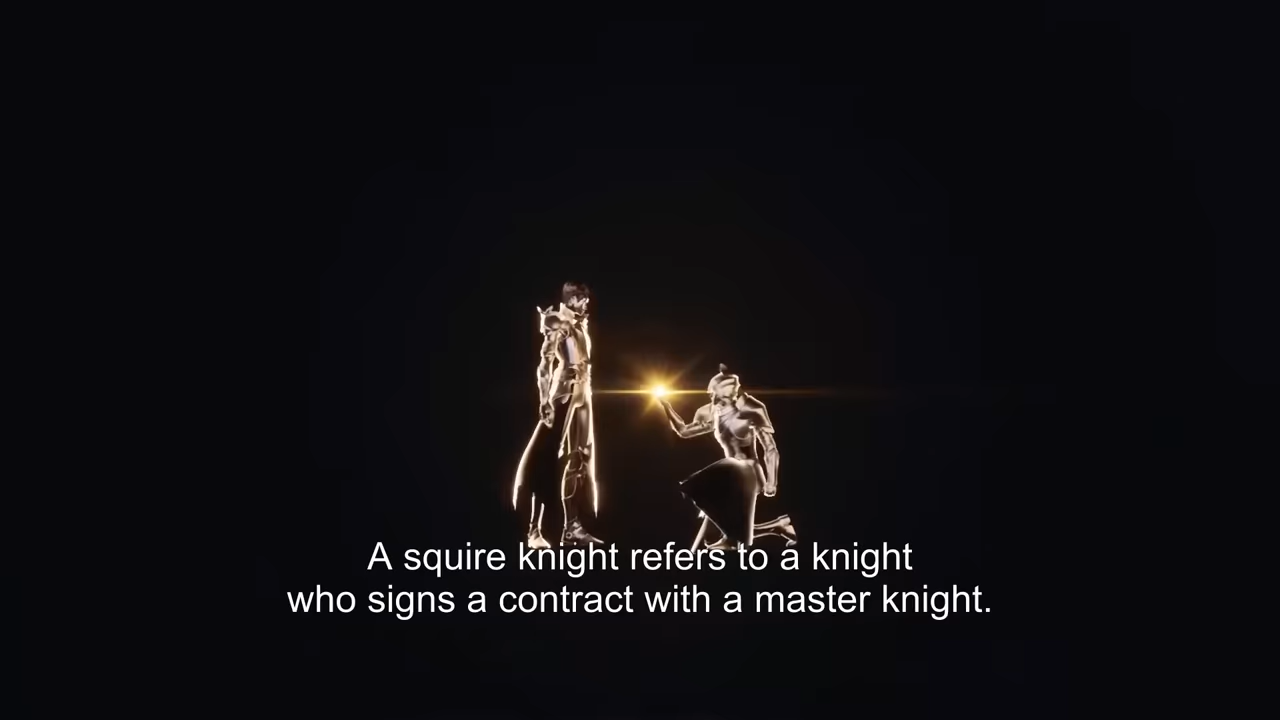 A squire knight refers to a knight
who signs a contract with a master knight.